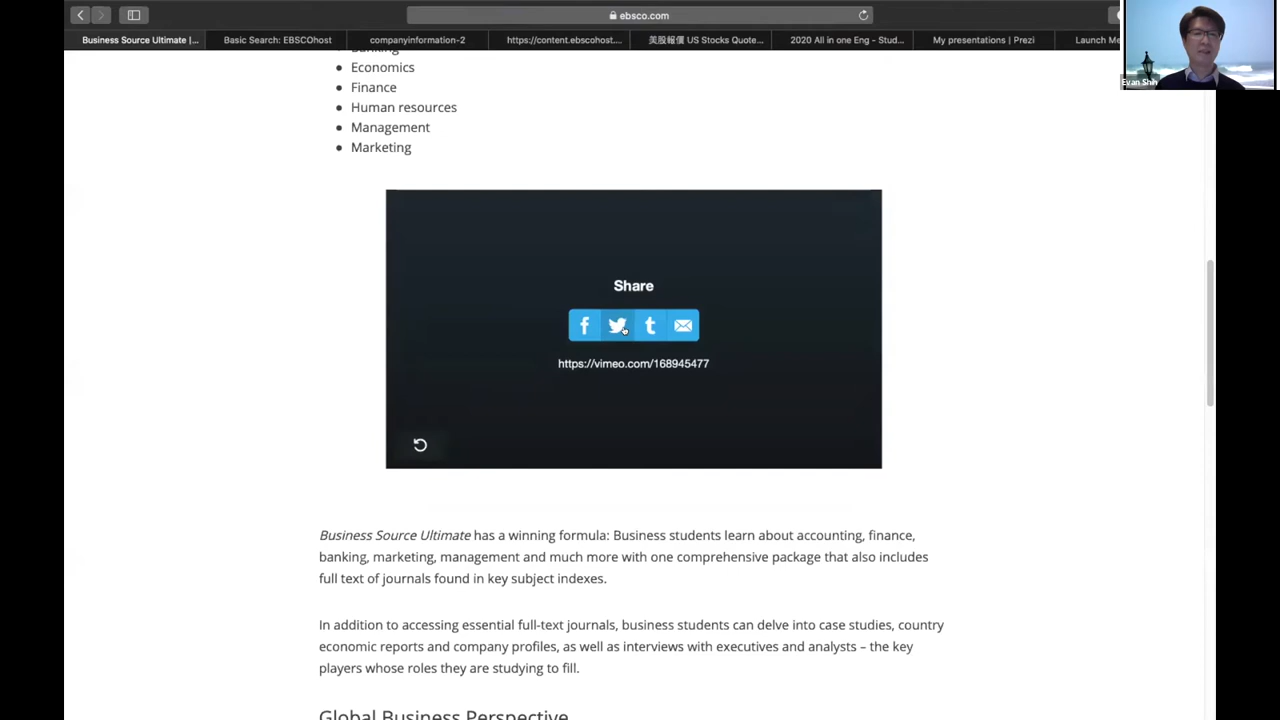 ebsco.com
Business Source Ultimate |...
Basic Search: EBSCOhost
companyinformation-2
https://content.ebscohost....
美股報價 US Stocks Quote...
2020 All in one Eng - Stud...
My presentations | Prezi
Launch Me
Evan Shih
Banking
Economics
Finance
Human resources
Management
Marketing
Share
https://vimeo.com/168945477
Business Source Ultimate has a winning formula: Business students learn about accounting, finance,
banking, marketing, management and much more with one comprehensive package that also includes
full text of journals found in key subject indexes.
In addition to accessing essential full-text journals, business students can delve into case studies, country
economic reports and company profiles, as well as interviews with executives and analysts – the key
players whose roles they are studying to fill.
Global Business Perspective